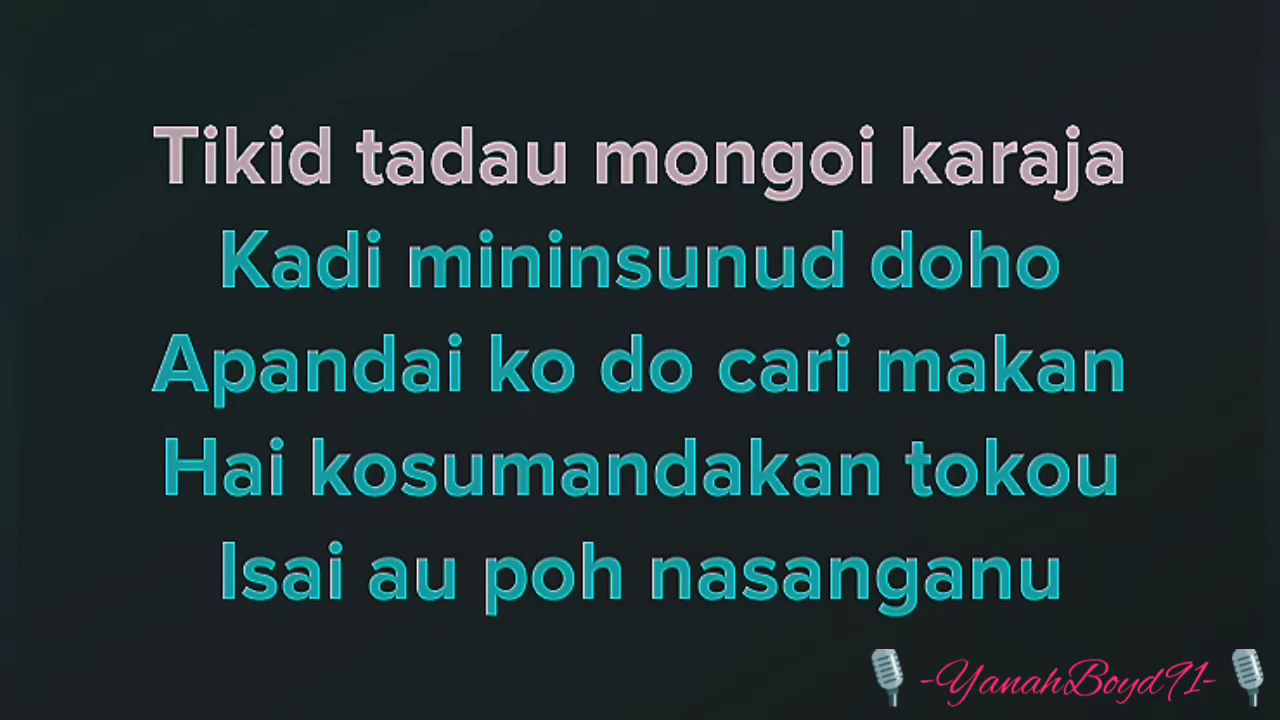 Tikid tadau mongoi karaja
Kadi mininsunud doho
Apandai ko do cari makan
Hai kosumandakan tokou
Isai au poh nasanganu
-YanahBoyd91-